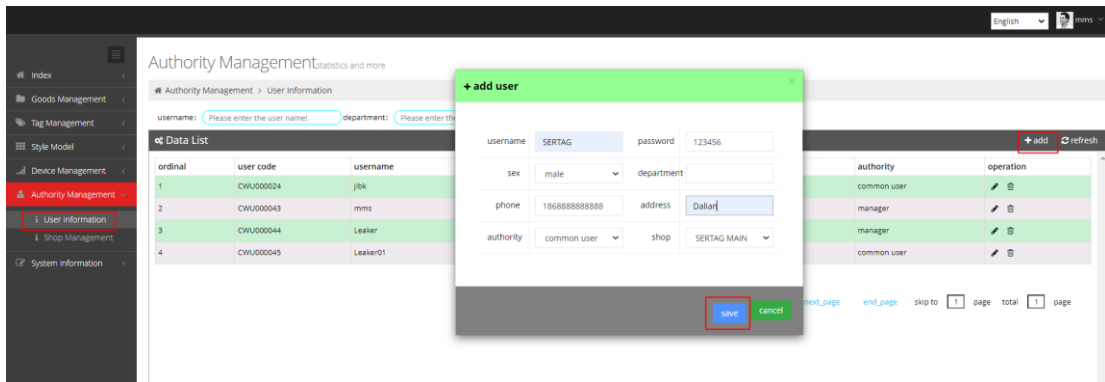 English mms
Authority Management statistics and more
Index
Goods Management
Tag Management
Style Model
Device Management
Authority Management
User Information
Shop Management
System Information
Authority Management > User Information
username: Please enter the user name! department: Please enter the
Data List
+ add refresh
ordinal user code username authority operation
1 CWU000024 jibk common user
2 CWU000043 mms manager
3 CWU000044 Leaker manager
4 CWU000045 Leaker01 common user
next_page end_page skip to 1 page total 1 page
+ add user ×
username SERTAG password 123456
sex male department
phone 1868888888888 address Dalian
authority common user shop SERTAG MAIN
save cancel